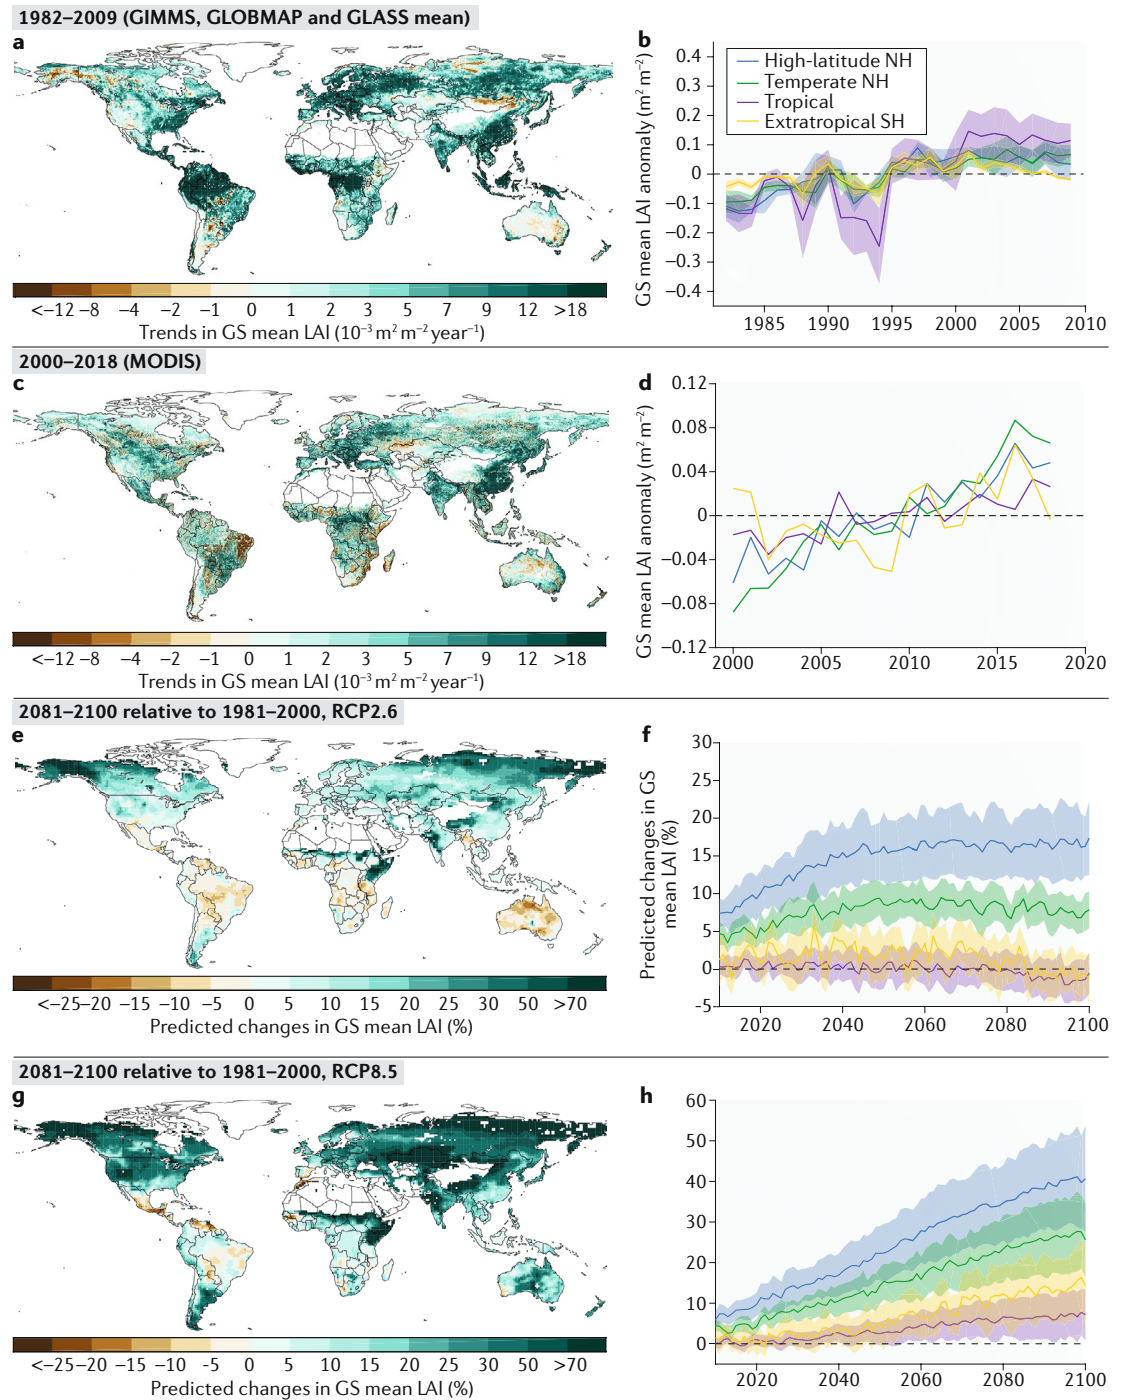 1982–2009 (GIMMS, GLOBMAP and GLASS mean)
a
<–12 –8 –4 –2 –1 0 1 2 3 5 7 9 12 >18
Trends in GS mean LAI (10⁻³ m² m⁻² year⁻¹)
b
GS mean LAI anomaly (m² m⁻²)
0.4
0.3
0.2
0.1
0
–0.1
–0.2
–0.3
–0.4
High-latitude NH
Temperate NH
Tropical
Extratropical SH
1985 1990 1995 2000 2005 2010
2000–2018 (MODIS)
c
<–12 –8 –4 –2 –1 0 1 2 3 5 7 9 12 >18
Trends in GS mean LAI (10⁻³ m² m⁻² year⁻¹)
d
GS mean LAI anomaly (m² m⁻²)
0.12
0.08
0.04
0
–0.04
–0.08
–0.12
2000 2005 2010 2015 2020
2081–2100 relative to 1981–2000, RCP2.6
e
<–25 –20 –15 –10 –5 0 5 10 15 20 30 50 >70
Predicted changes in GS mean LAI (%)
f
Predicted changes in GS
mean LAI (%)
30
25
20
15
10
5
0
–5
2020 2040 2060 2080 2100
2081–2100 relative to 1981–2000, RCP8.5
g
<–25 –20 –15 –10 –5 0 5 10 15 20 30 50 >70
Predicted changes in GS mean LAI (%)
h
60
50
40
30
20
10
0
2020 2040 2060 2080 2100